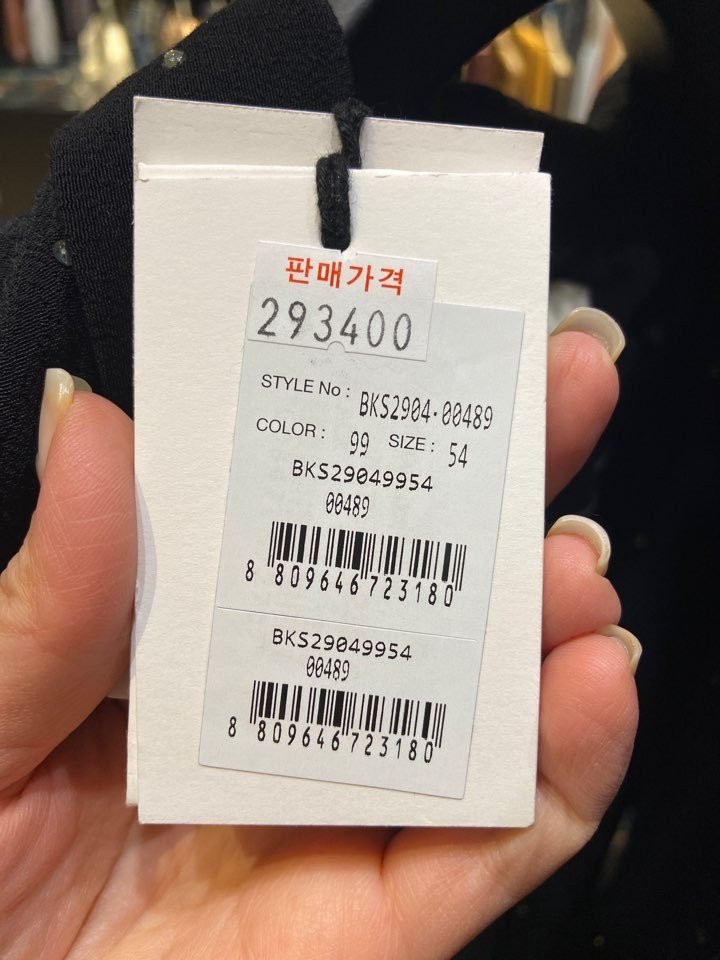 판매가격
293400
STYLE No : BKS2904-00489
COLOR : 99 SIZE : 54
BKS29049954
00489
8 809646 723180
BKS29049954
00489
8 809646 723180